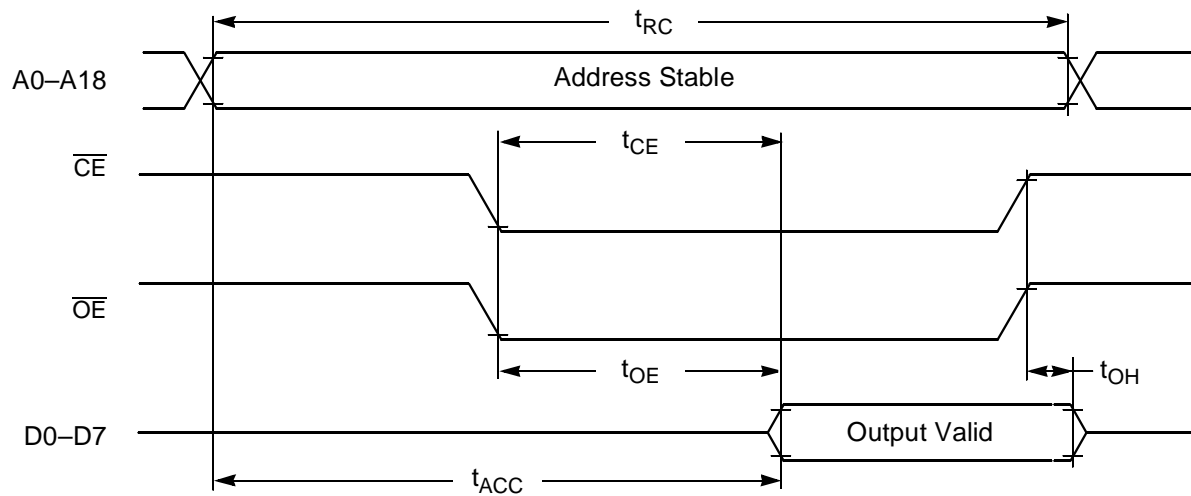 tRC
A0–A18
Address Stable
tCE
CE
OE
tOE
tOH
D0–D7
Output Valid
tACC